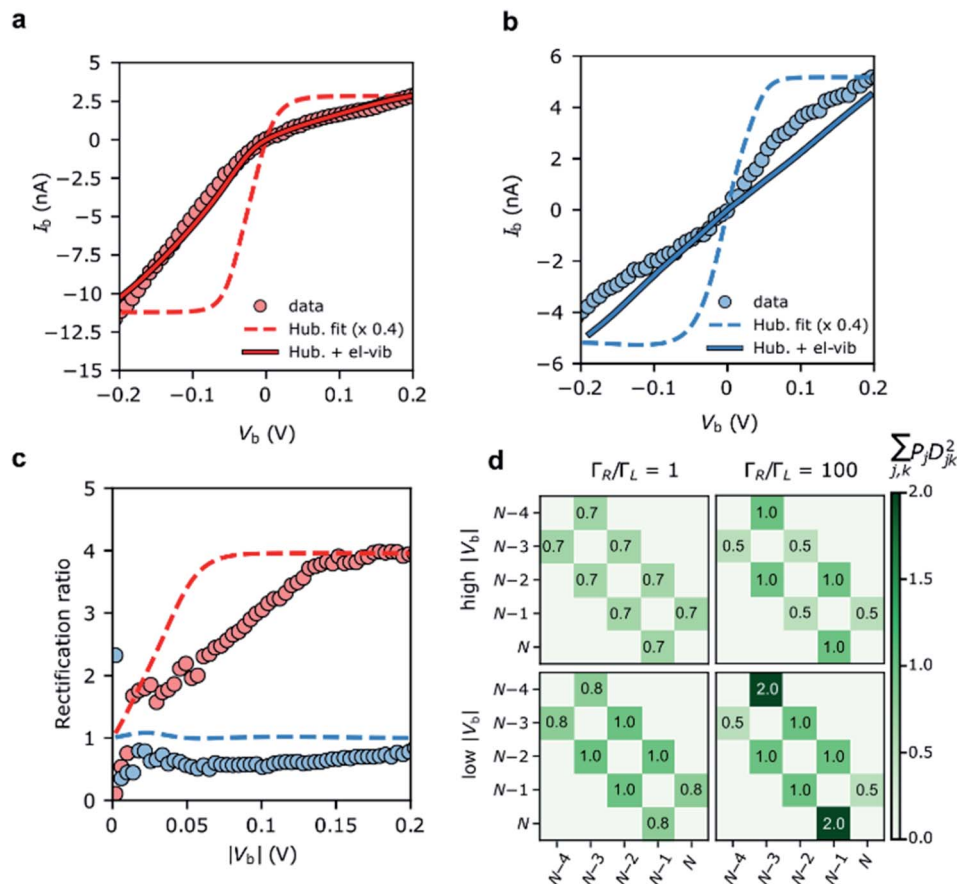 a
5
2.5
0
−2.5
−5
−7.5
−10
−12.5
−15
I_b (nA)
data
Hub. fit (x 0.4)
Hub. + el-vib
−0.2
−0.1
0
0.1
0.2
V_b (V)
b
6
4
2
0
−2
−4
−6
I_b (nA)
data
Hub. fit (x 0.4)
Hub. + el-vib
−0.2
−0.1
0
0.1
0.2
V_b (V)
c
5
4
3
2
1
0
Rectification ratio
0
0.05
0.1
0.15
0.2
|V_b| (V)
d
Γ_R/Γ_L = 1
Γ_R/Γ_L = 100
∑_{j,k} P_j D_{jk}^2
high |V_b|
N−4 0.7 1.0
N−3 0.7 0.7 0.5 0.5
N−2 0.7 0.7 1.0 1.0
N−1 0.7 0.7 0.5 0.5
N 0.7 1.0
low |V_b|
N−4 0.8 2.0
N−3 0.8 1.0 0.5 1.0
N−2 1.0 1.0 1.0 1.0
N−1 1.0 0.8 1.0 0.5
N 0.8 2.0
N−4 N−3 N−2 N−1 N
N−4 N−3 N−2 N−1 N
2.0
1.5
1.0
0.5
0.0